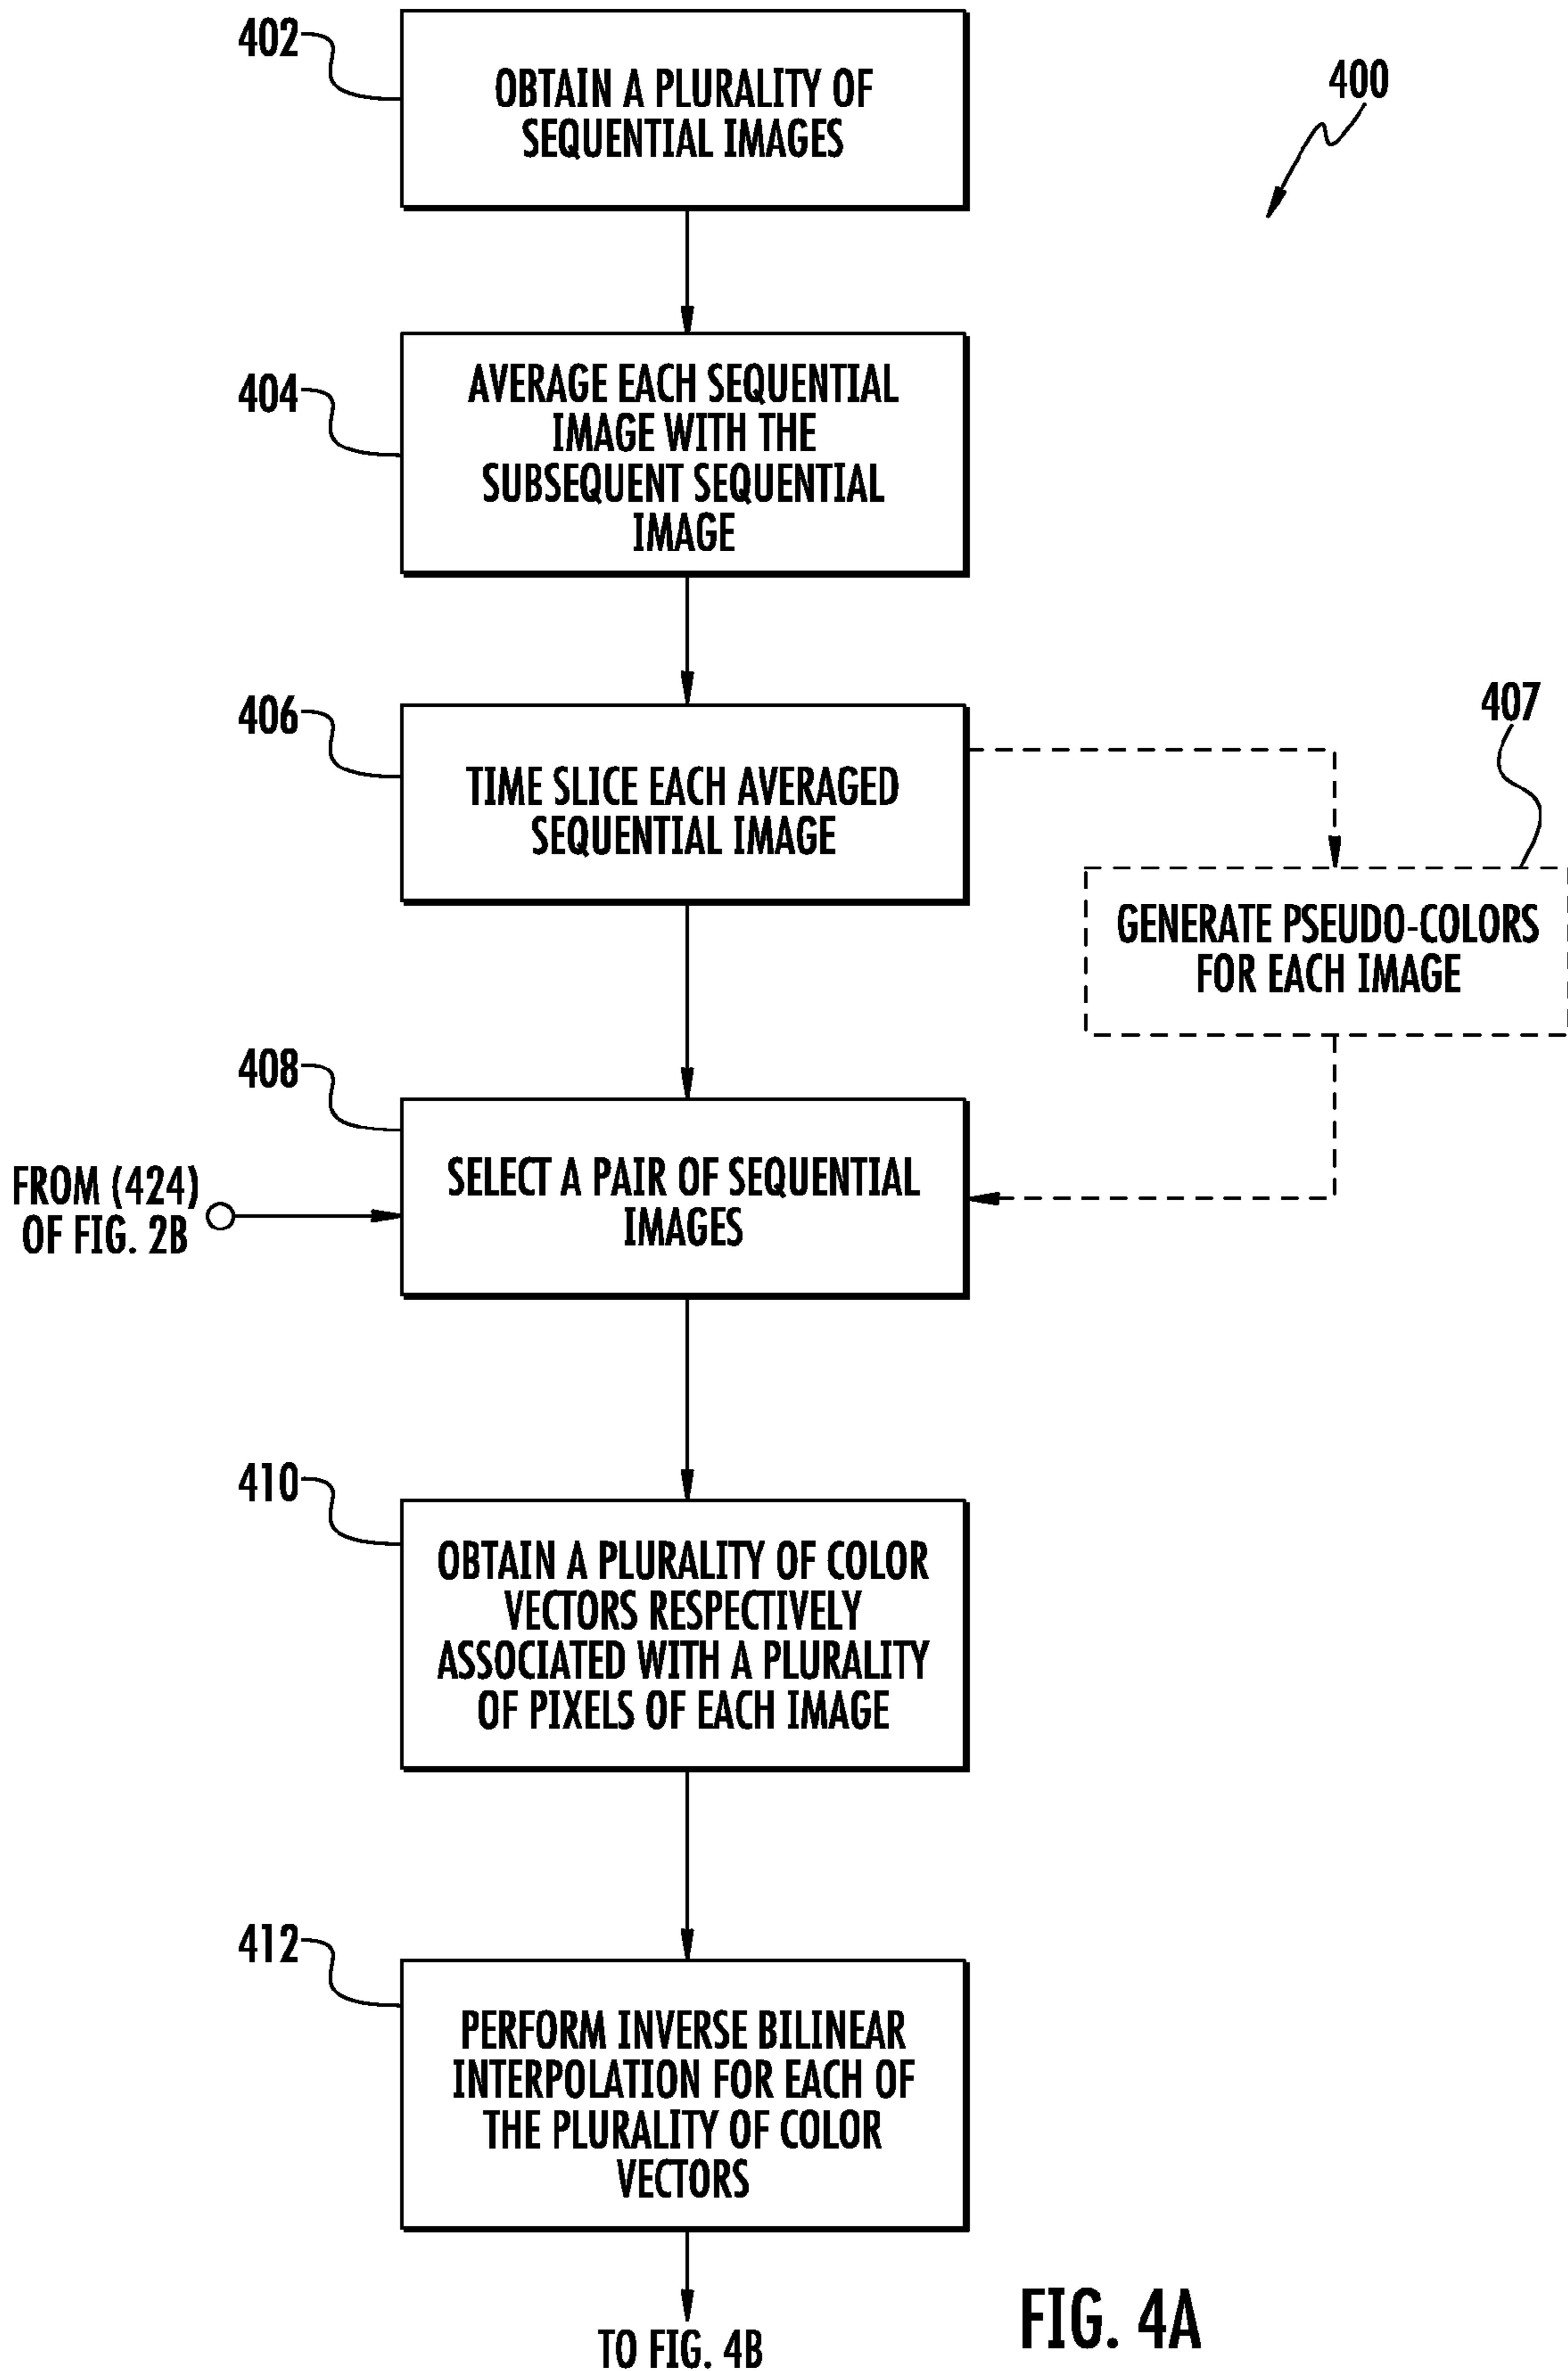 402
OBTAIN A PLURALITY OF
SEQUENTIAL IMAGES
400
404
AVERAGE EACH SEQUENTIAL
IMAGE WITH THE
SUBSEQUENT SEQUENTIAL
IMAGE
406
TIME SLICE EACH AVERAGED
SEQUENTIAL IMAGE
407
GENERATE PSEUDO-COLORS
FOR EACH IMAGE
408
SELECT A PAIR OF SEQUENTIAL
IMAGES
FROM (424)
OF FIG. 2B
410
OBTAIN A PLURALITY OF COLOR
VECTORS RESPECTIVELY
ASSOCIATED WITH A PLURALITY
OF PIXELS OF EACH IMAGE
412
PERFORM INVERSE BILINEAR
INTERPOLATION FOR EACH OF
THE PLURALITY OF COLOR
VECTORS
TO FIG. 4B
FIG. 4A